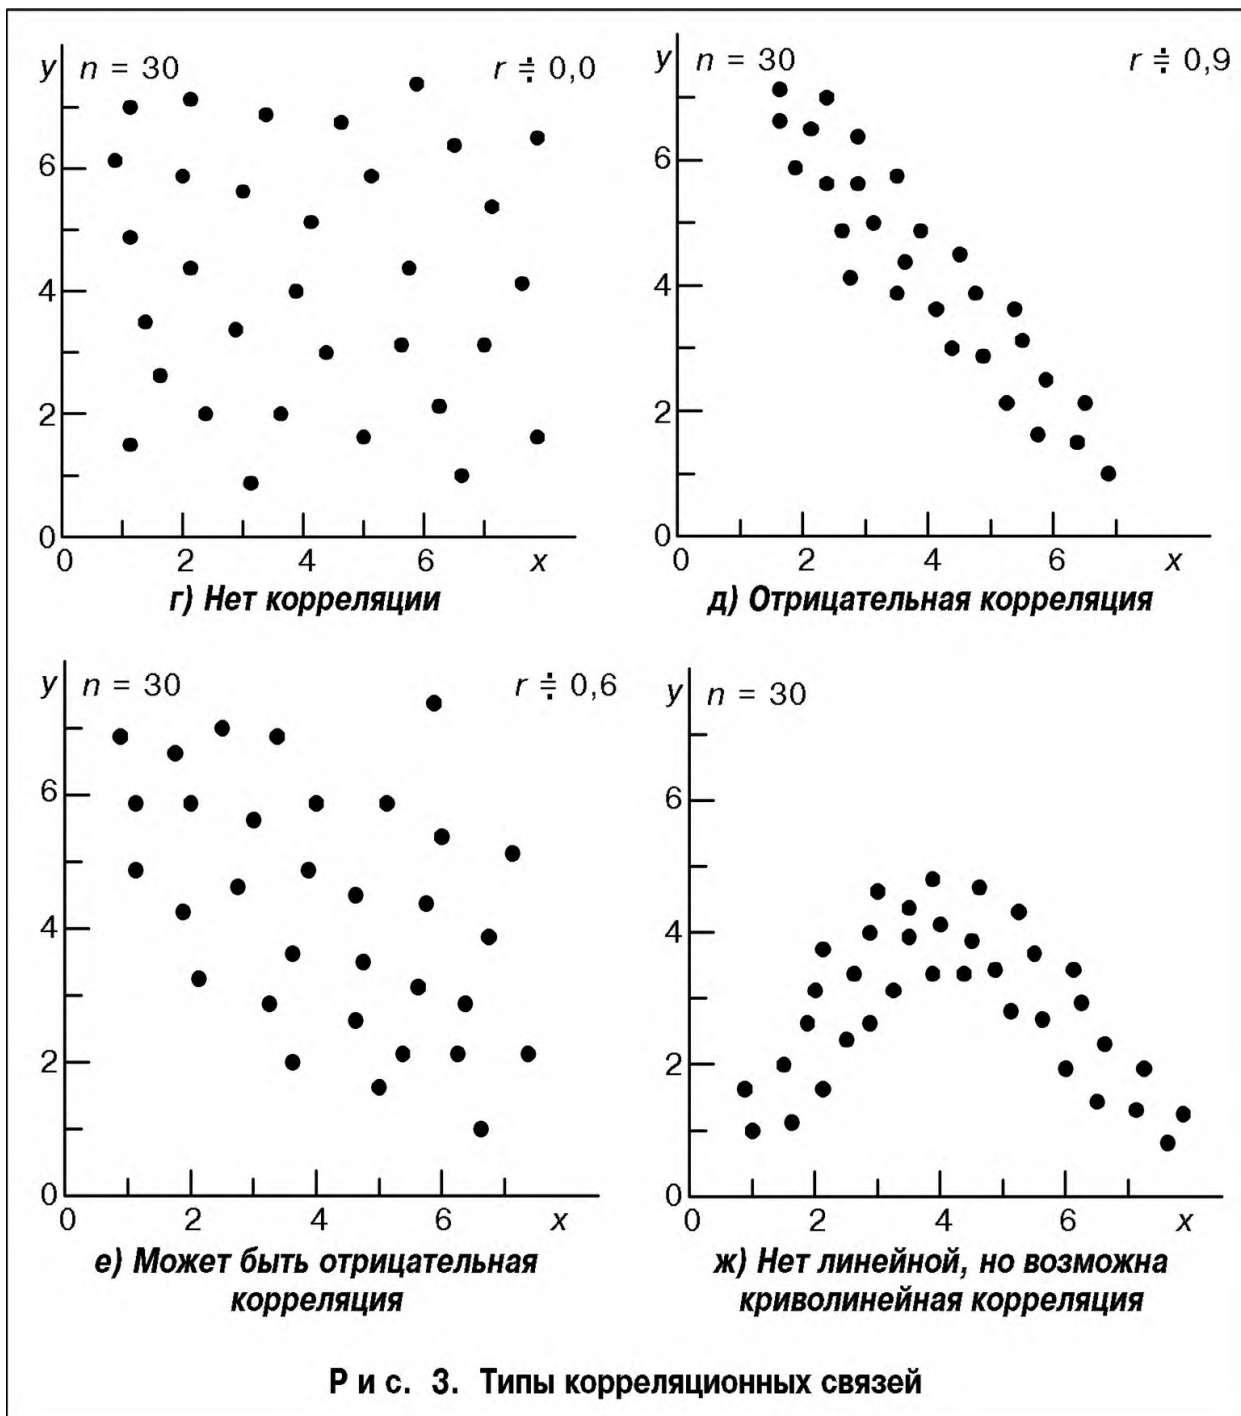 y n = 30 r ≑ 0,0
6
4
2
0
0 2 4 6 x
г) Нет корреляции
y n = 30 r ≑ 0,9
6
4
2
0
0 2 4 6 x
д) Отрицательная корреляция
y n = 30 r ≑ 0,6
6
4
2
0
0 2 4 6 x
е) Может быть отрицательная
корреляция
y n = 30
6
4
2
0
0 2 4 6 x
ж) Нет линейной, но возможна
криволинейная корреляция
Р и с. 3. Типы корреляционных связей